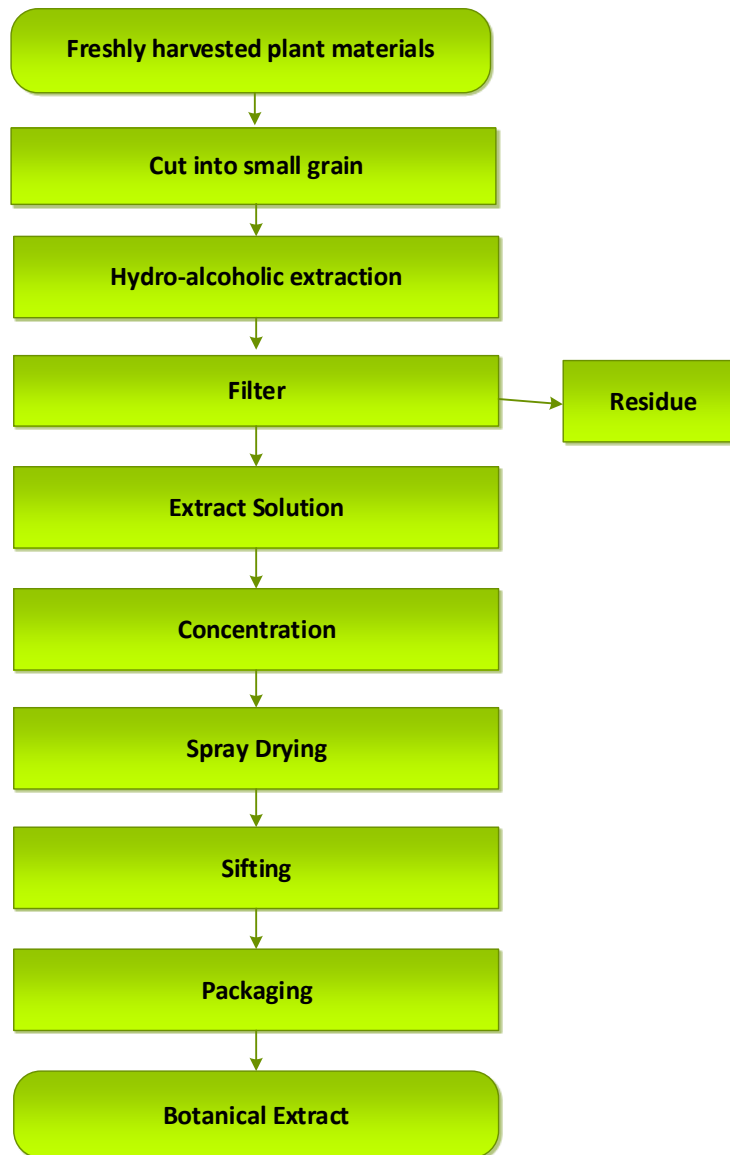 Freshly harvested plant materials
Cut into small grain
Hydro-alcoholic extraction
Filter
Residue
Extract Solution
Concentration
Spray Drying
Sifting
Packaging
Botanical Extract